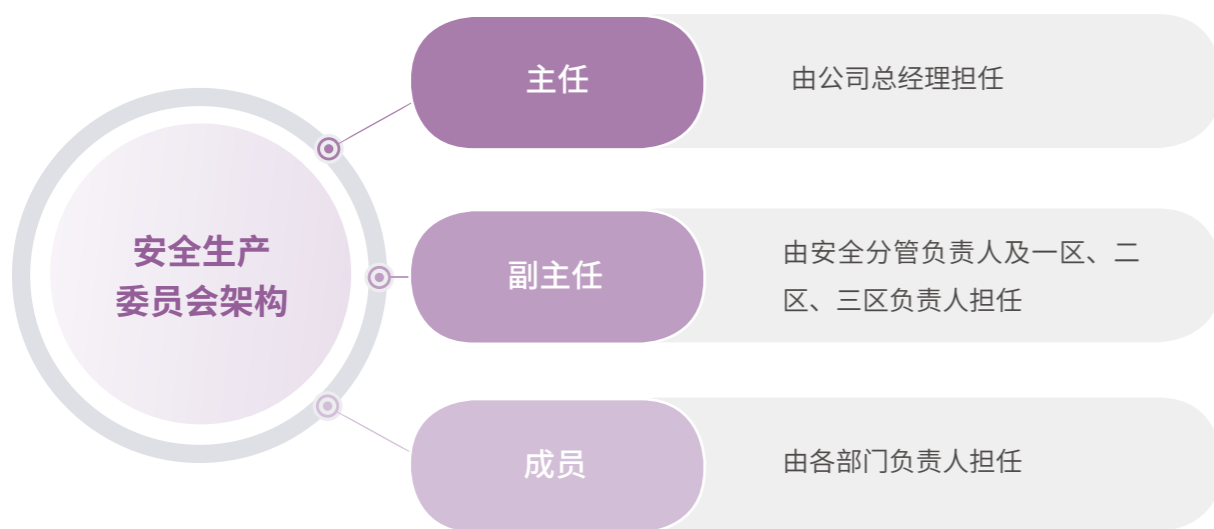 安全生产
委员会架构
主任
由公司总经理担任
副主任
由安全分管负责人及一区、二
区、三区负责人担任
成员
由各部门负责人担任